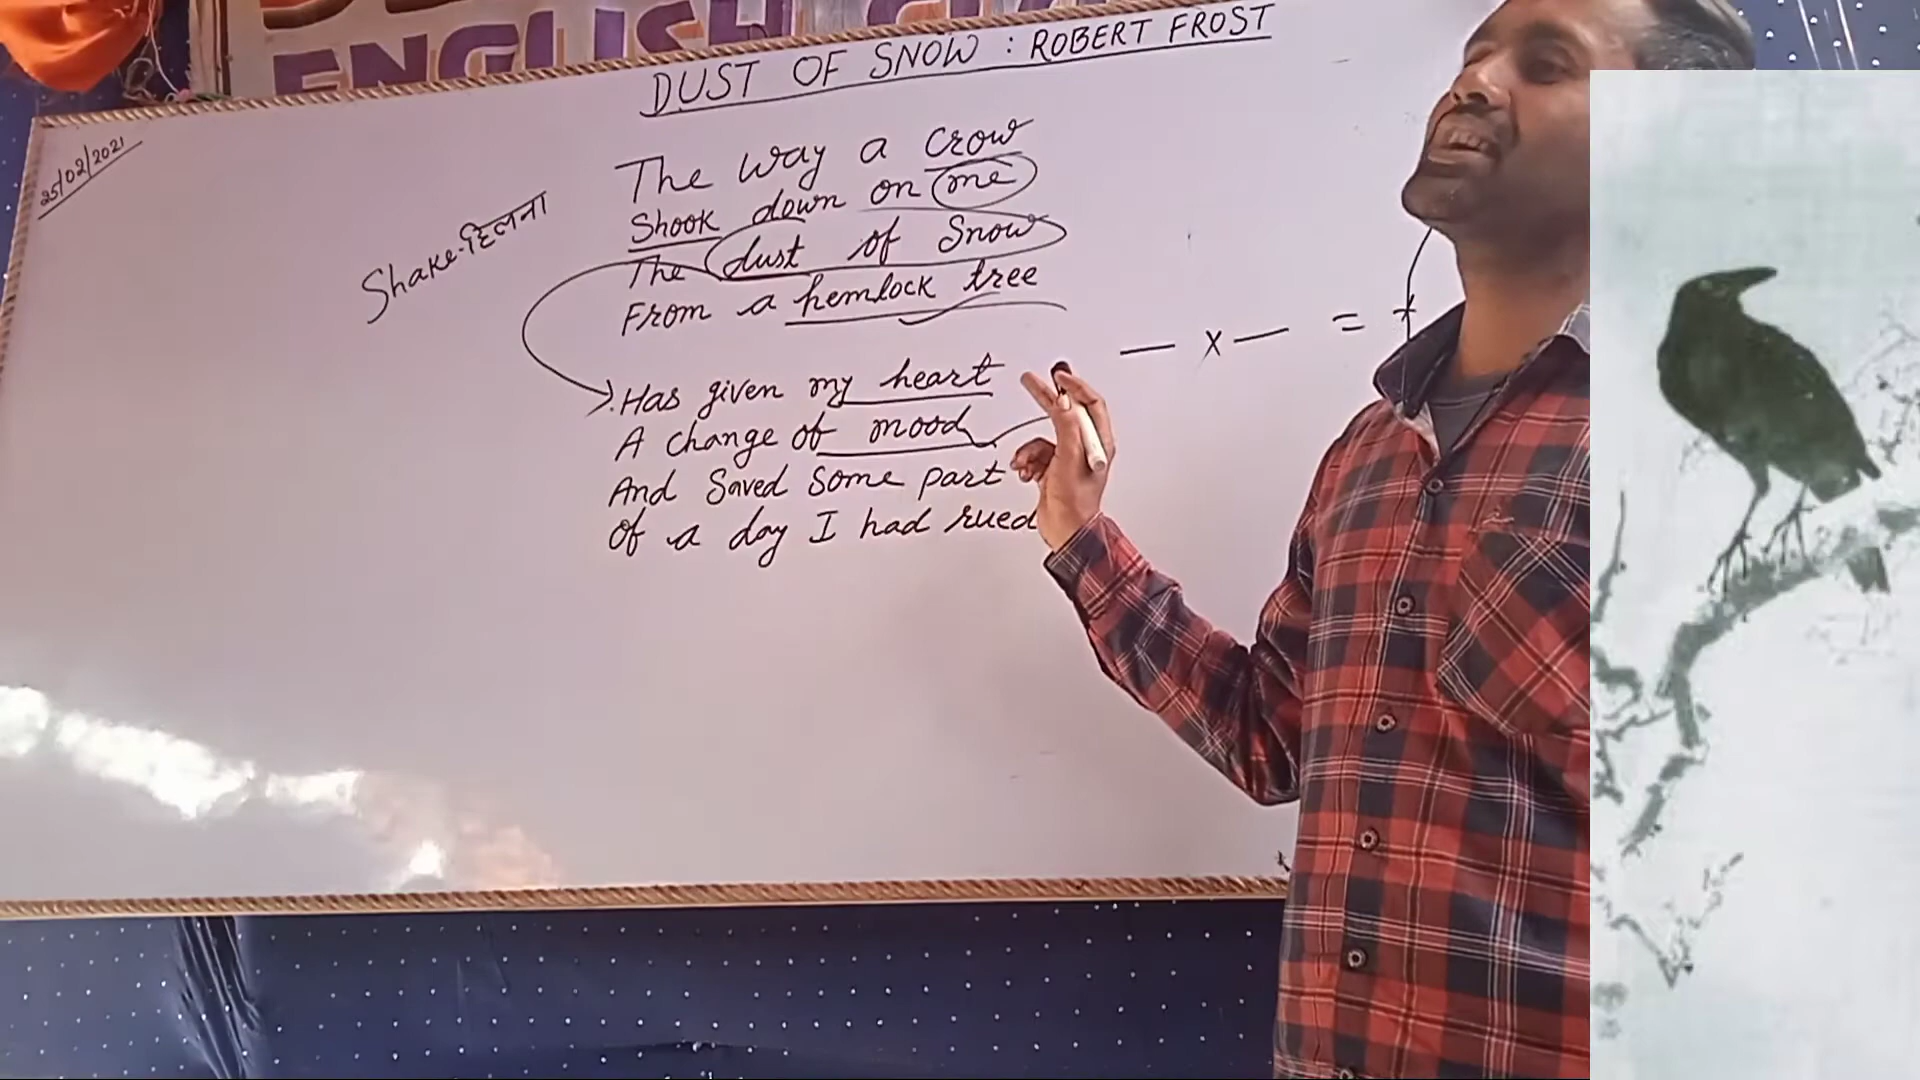 ENGLISH
DUST OF SNOW : ROBERT FROST
25/02/2021
Shake-हिलना
The way a crow
Shook down on me
The dust of snow
From a hemlock tree
— x — = +
Has given my heart
A change of mood
And Saved Some part
of a day I had rued